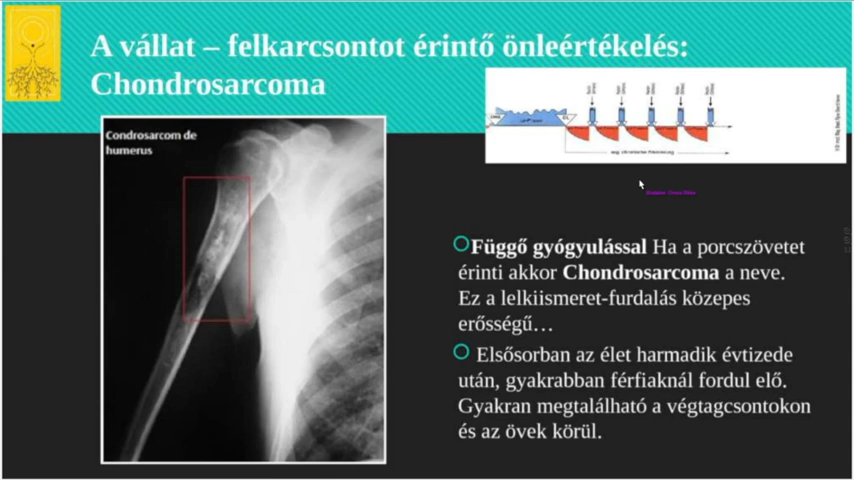 A vállat – felkarcsontot érintő önleértékelés:
Chondrosarcoma
Condrosarcom de
humerus
Függő gyógyulással Ha a porcszövetet
érinti akkor Chondrosarcoma a neve.
Ez a lelkiismeret-furdalás közepes
erősségű…
Elsősorban az élet harmadik évtizede
után, gyakrabban férfiaknál fordul elő.
Gyakran megtalálható a végtagcsontokon
és az övek körül.